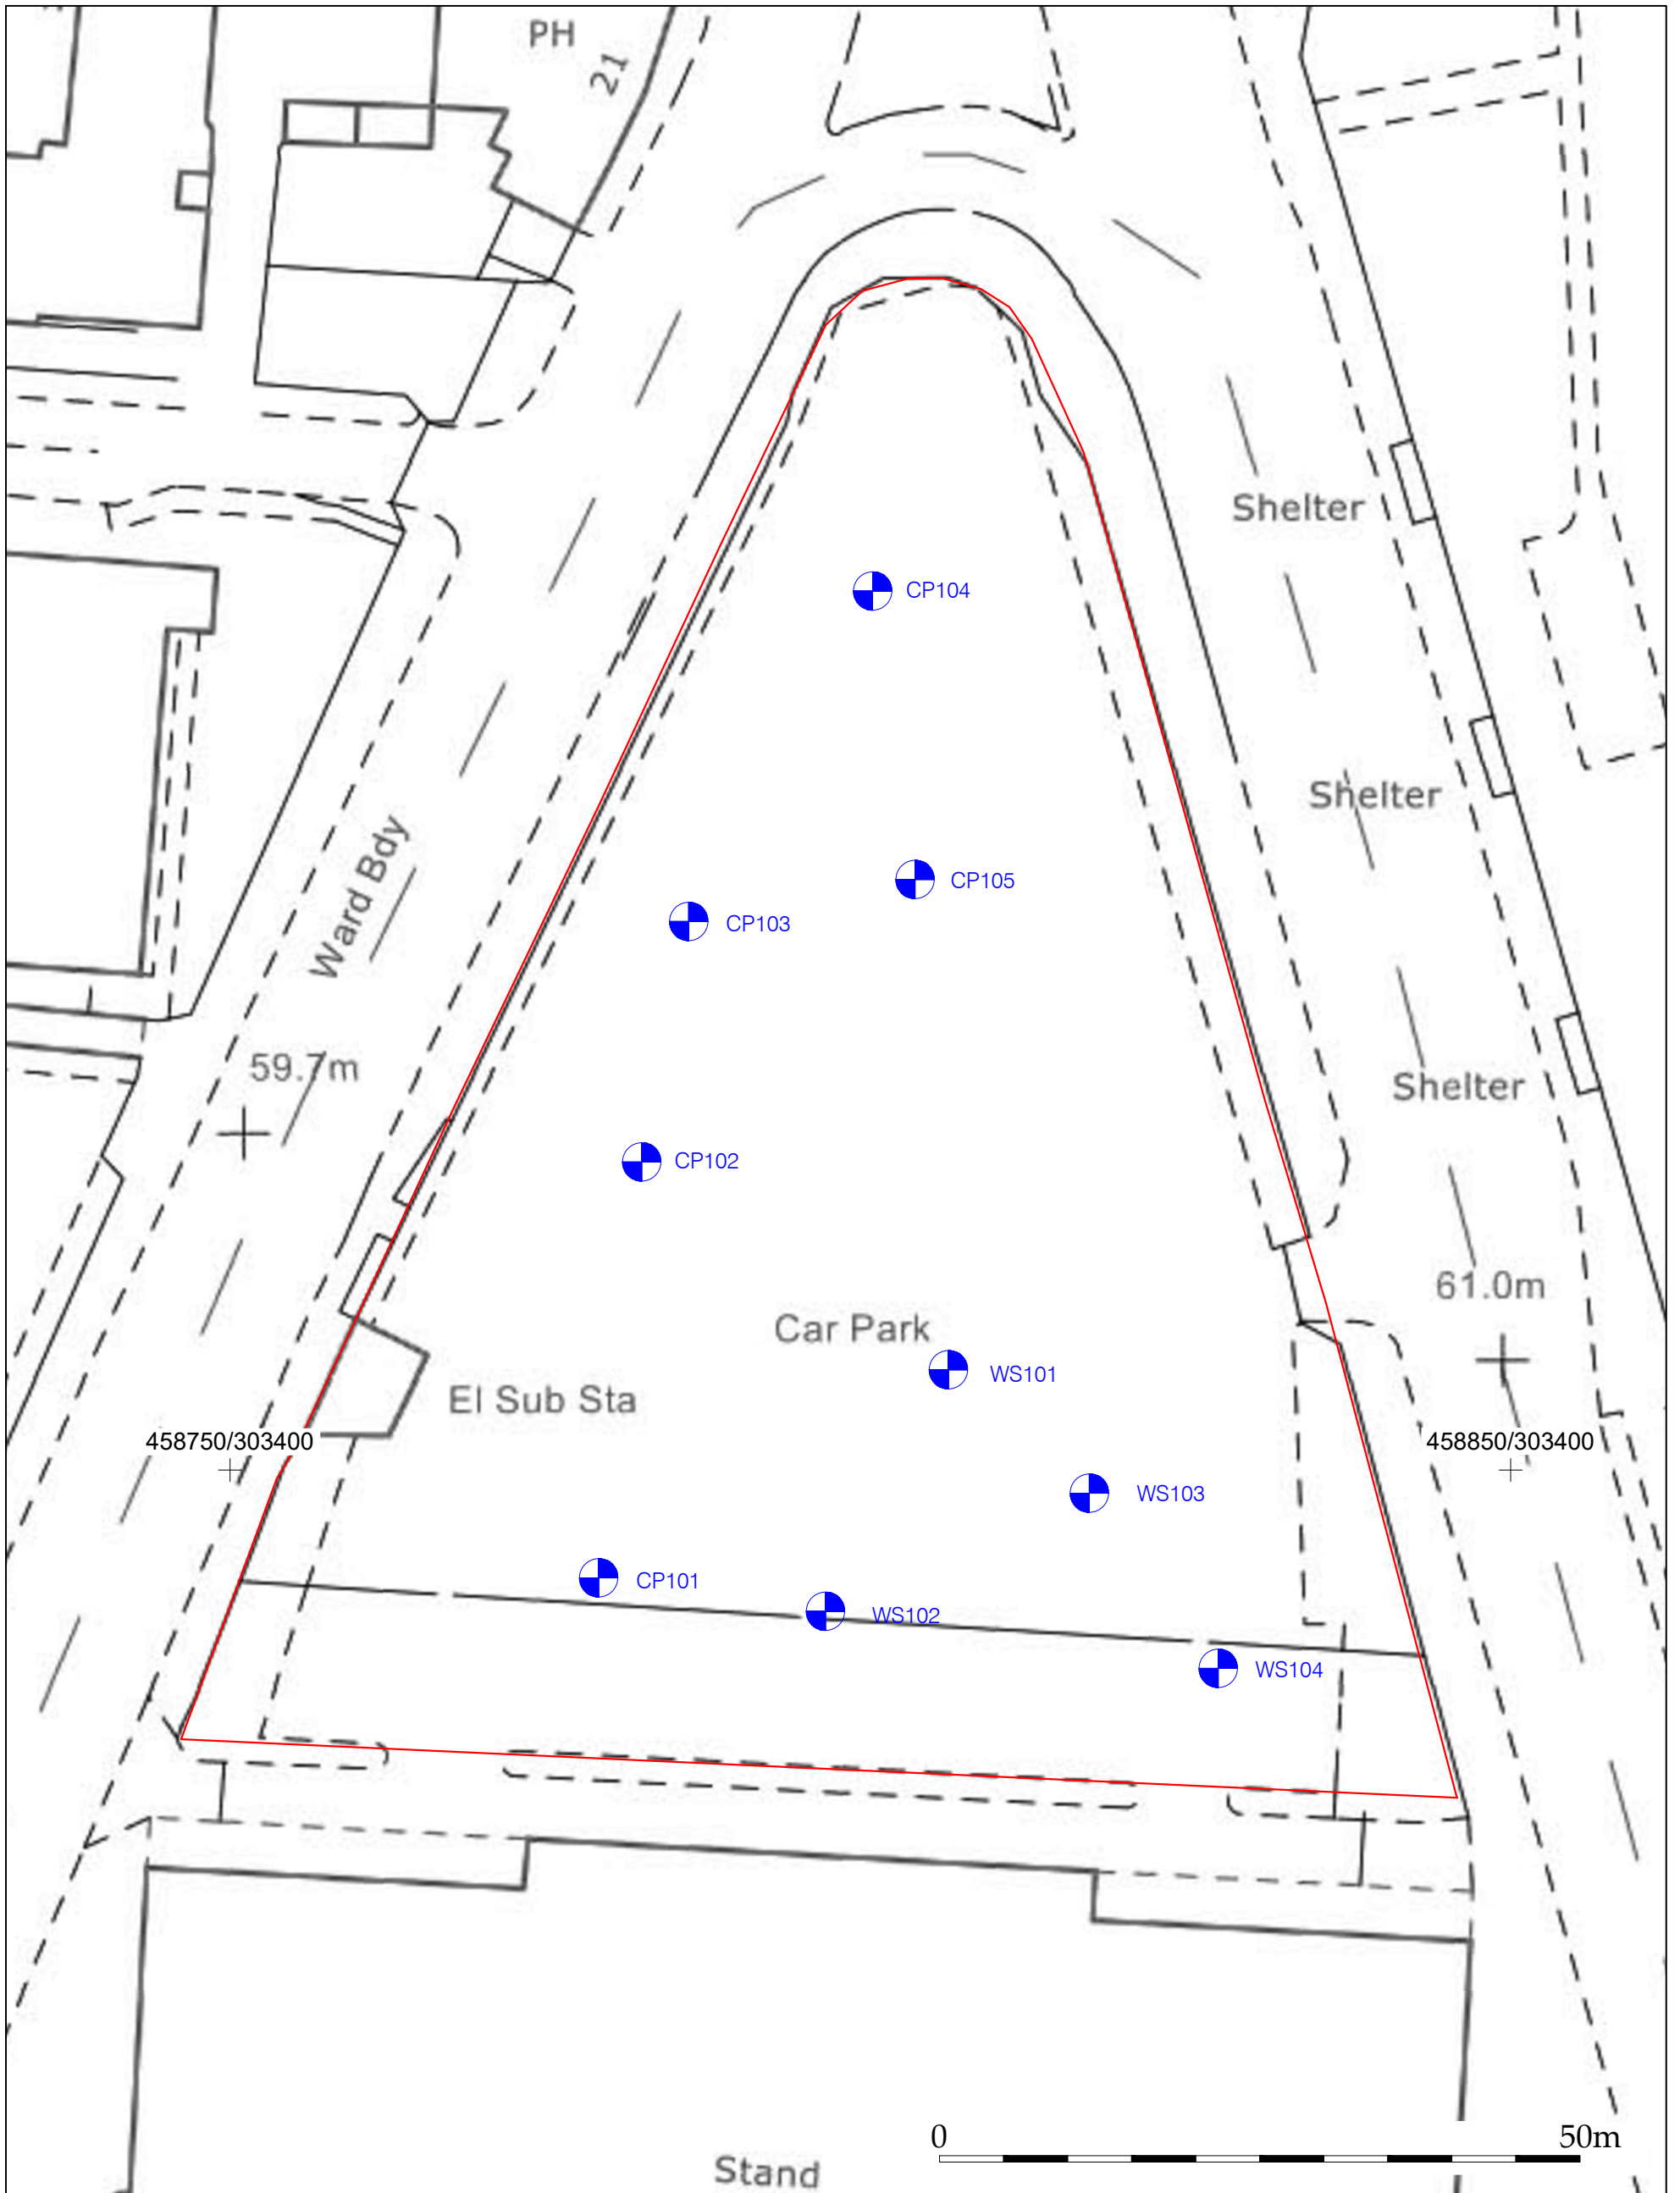 PH
21
Shelter
CP104
Shelter
Ward Bdy
CP105
CP103
59.7m
Shelter
CP102
61.0m
Car Park
WS101
El Sub Sta
458750/303400
458850/303400
WS103
CP101
WS102
WS104
0
50m
Stand